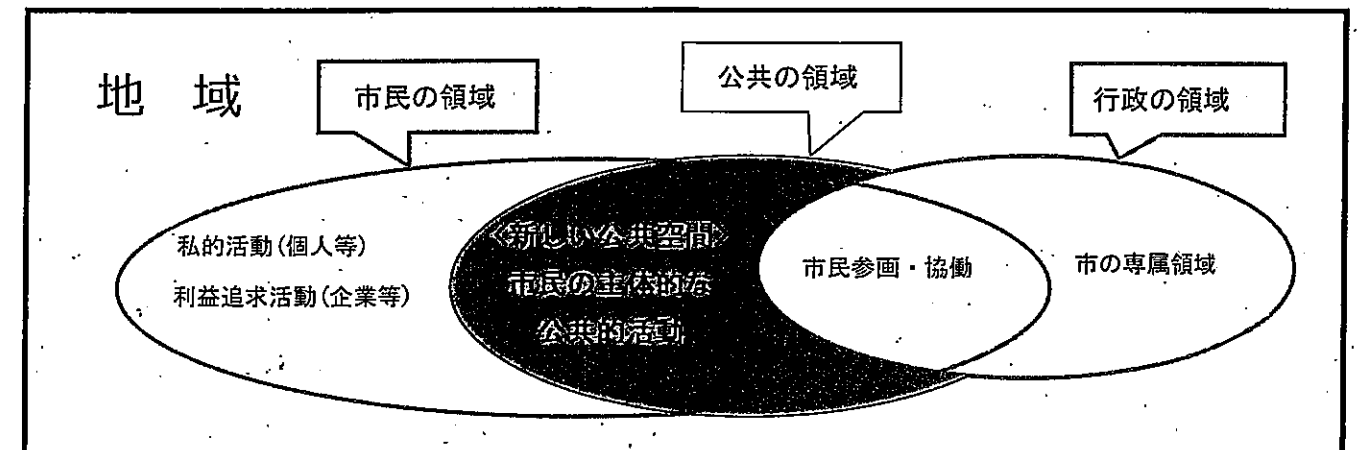 地 域
市民の領域
公共の領域
行政の領域
私的活動(個人等)
利益追求活動(企業等)
<新しい公共空間>
市民の主体的な
公共的活動
市民参画・協働
市の専属領域